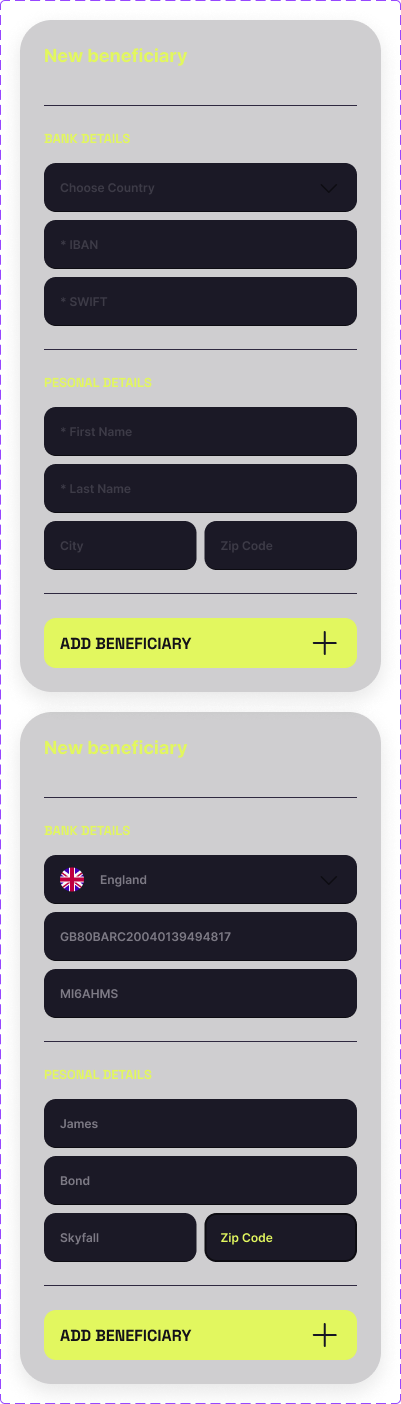 New beneficiary
BANK DETAILS
Choose Country
* IBAN
* SWIFT
PESONAL DETAILS
* First Name
* Last Name
City
Zip Code
ADD BENEFICIARY
New beneficiary
BANK DETAILS
England
GB80BARC20040139494817
MI6AHMS
PESONAL DETAILS
James
Bond
Skyfall
Zip Code
ADD BENEFICIARY